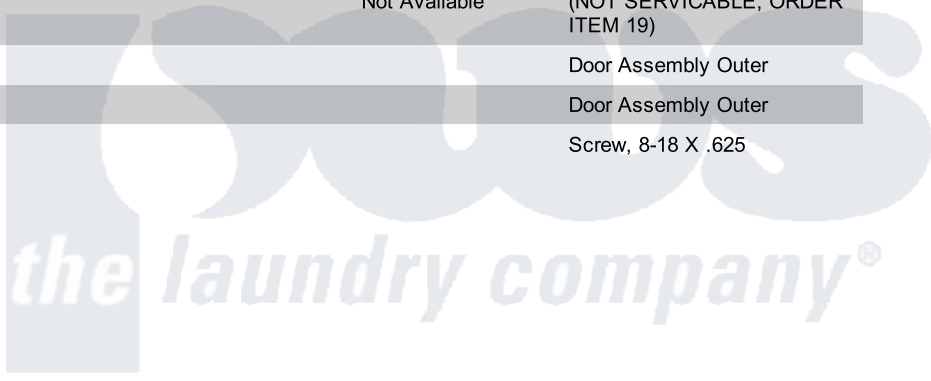 Not Available (NOT SERVICABLE, ORDER
ITEM 19)
Door Assembly Outer
Door Assembly Outer
Screw, 8-18 X .625
pws
the laundry company®